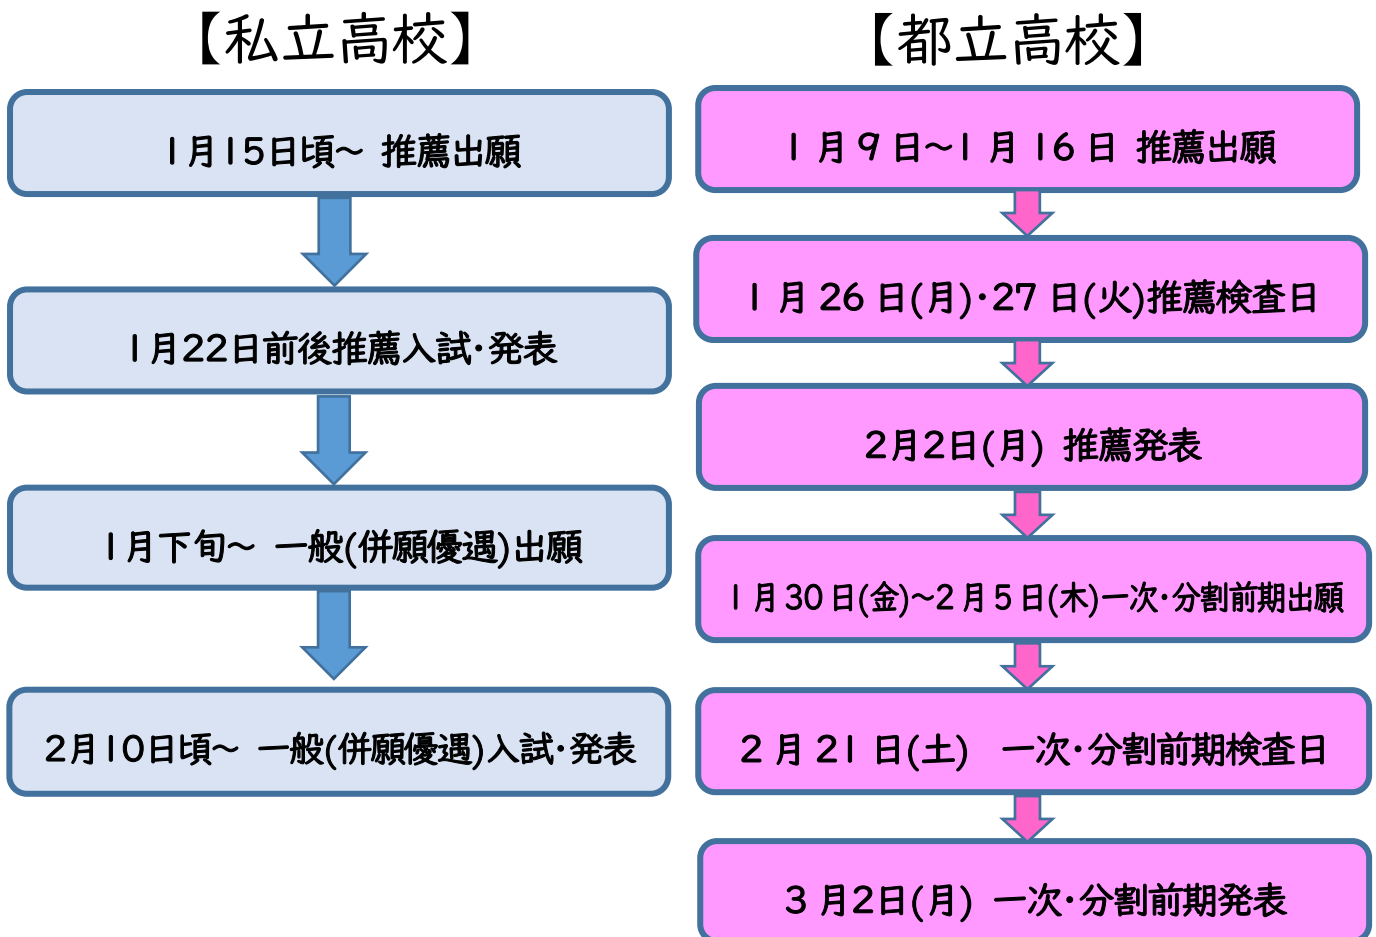 【私立高校】
1月15日頃~ 推薦出願
1月22日前後推薦入試・発表
1月下旬~ 一般(併願優遇)出願
2月10日頃~ 一般(併願優遇)入試・発表
【都立高校】
1月9日~1月16日 推薦出願
1月26日(月)・27日(火)推薦検査日
2月2日(月) 推薦発表
1月30日(金)~2月5日(木)一次・分割前期出願
2月21日(土) 一次・分割前期検査日
3月2日(月) 一次・分割前期発表